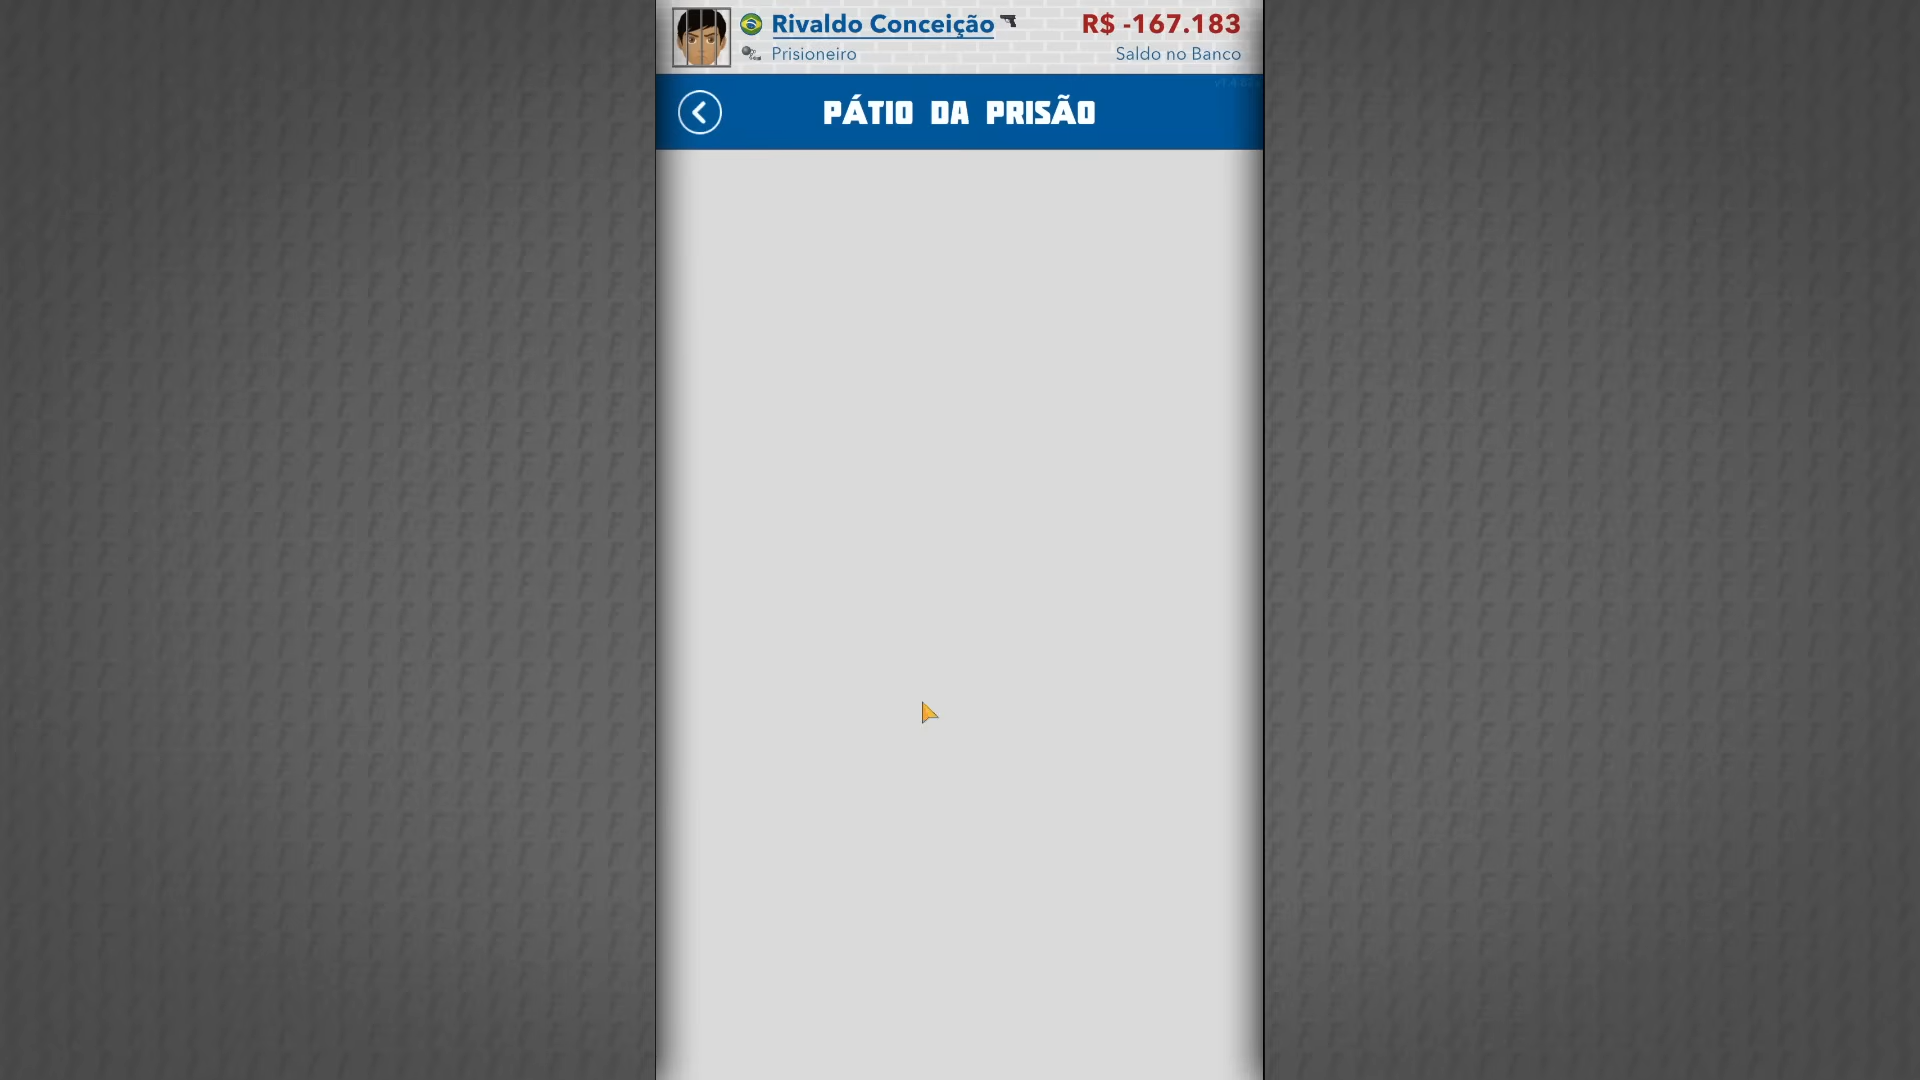 Rivaldo Conceição
R$ -167.183
Prisioneiro
Saldo no Banco
PÁTIO DA PRISÃO